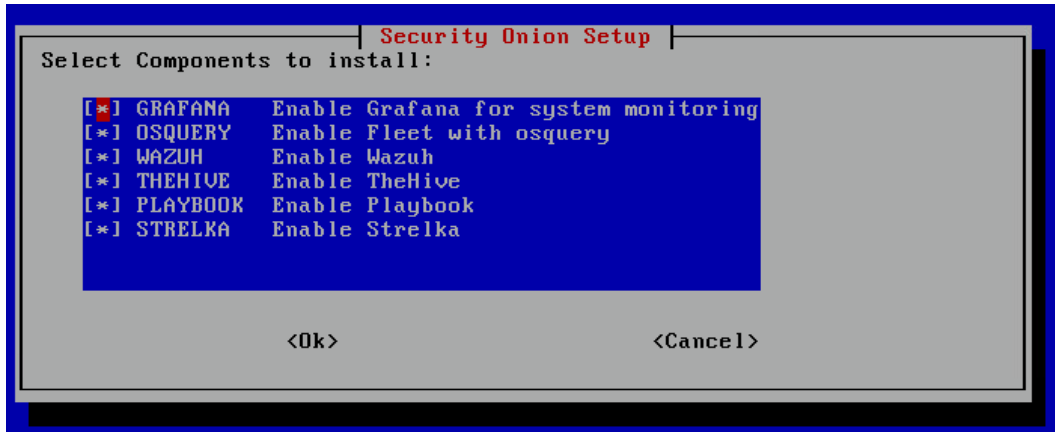 Security Onion Setup
Select Components to install:
[*] GRAFANA Enable Grafana for system monitoring
[*] OSQUERY Enable Fleet with osquery
[*] WAZUH Enable Wazuh
[*] THEHIVE Enable TheHive
[*] PLAYBOOK Enable Playbook
[*] STRELKA Enable Strelka
<Ok> <Cancel>